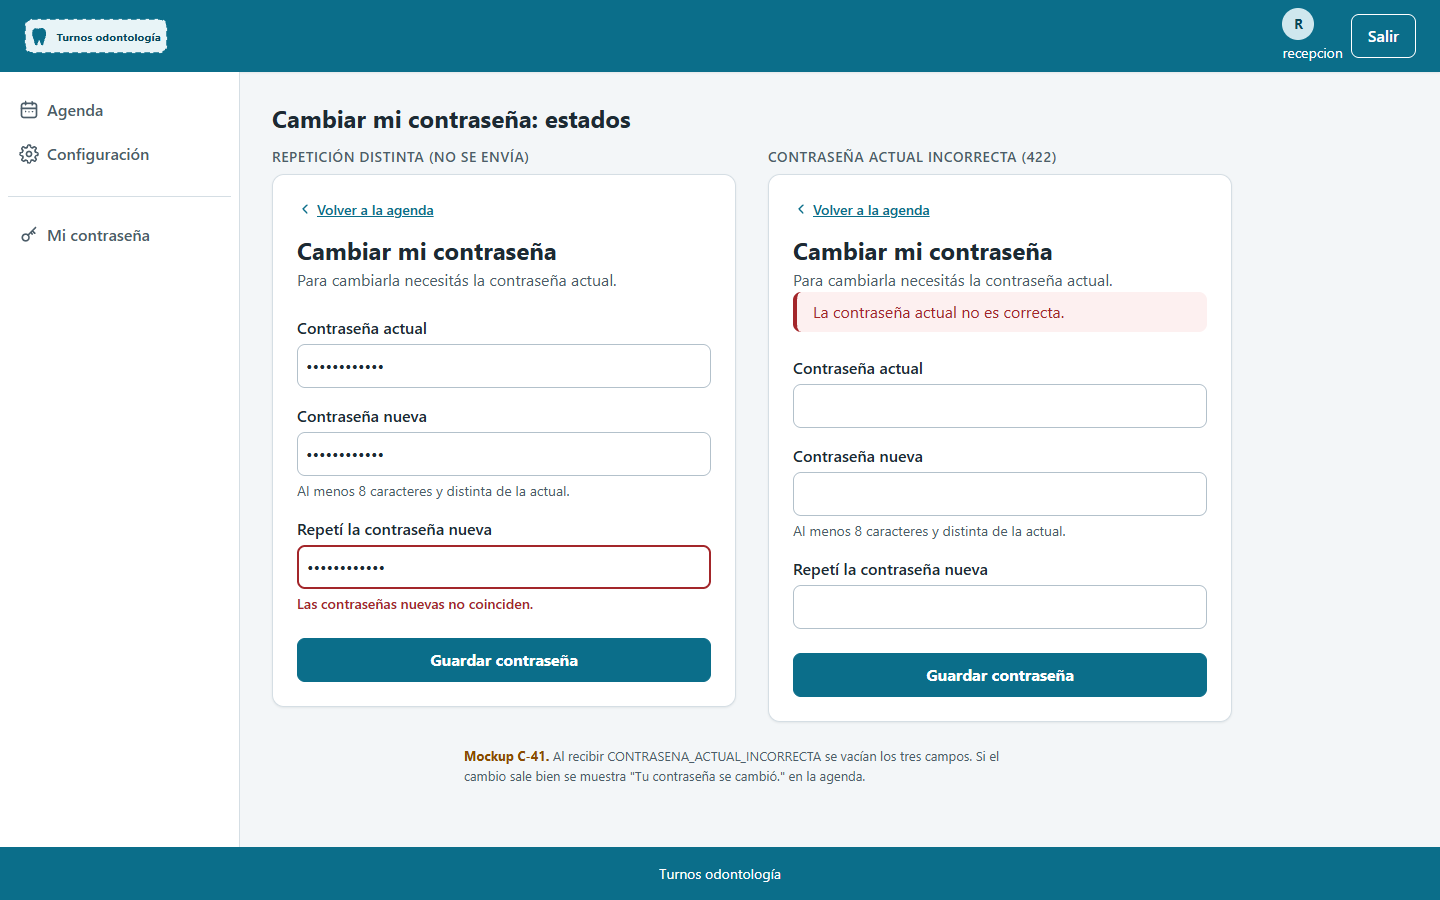 Turnos odontología
R
recepcion
Salir
Agenda
Configuración
Mi contraseña
Cambiar mi contraseña: estados
REPETICIÓN DISTINTA (NO SE ENVÍA)
Volver a la agenda
Cambiar mi contraseña
Para cambiarla necesitás la contraseña actual.
Contraseña actual
••••••••••••
Contraseña nueva
••••••••••••
Al menos 8 caracteres y distinta de la actual.
Repetí la contraseña nueva
••••••••••••
Las contraseñas nuevas no coinciden.
Guardar contraseña
CONTRASEÑA ACTUAL INCORRECTA (422)
Volver a la agenda
Cambiar mi contraseña
Para cambiarla necesitás la contraseña actual.
La contraseña actual no es correcta.
Contraseña actual
Contraseña nueva
Al menos 8 caracteres y distinta de la actual.
Repetí la contraseña nueva
Guardar contraseña
Mockup C-41. Al recibir CONTRASENA_ACTUAL_INCORRECTA se vacían los tres campos. Si el
cambio sale bien se muestra "Tu contraseña se cambió." en la agenda.
Turnos odontología